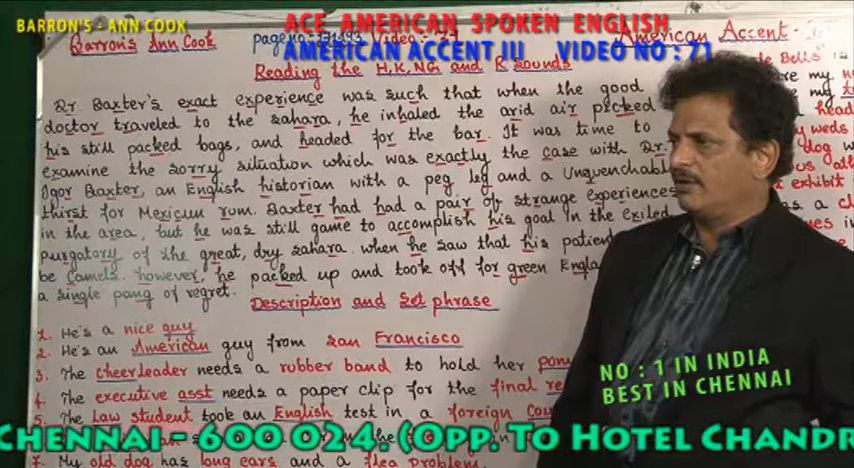 BARRON'S - ANN COOK
ACE AMERICAN SPOKEN ENGLISH
AMERICAN ACCENT III VIDEO NO : 71
Barron's Ann Cook page no Video American Accent
Reading the H,K,NG and R Sounds
Dr. Baxter's exact experience was such that when the good
doctor traveled to the Sahara, he inhaled the arid air picked
his still packed bags, and headed for the bar. It was time to
examine the sorry situation which was exactly the case with Dr.
Igor Baxter, an English historian with a peg leg and a Unquenchable
thirst for Mexican rum. Baxter had had a pair of strange experiences
in the area, but he was still game to accomplish his goal in the exiled
purgatory of the great, dry sahara. when he saw that his patient
be Camels. however, he packed up and took off for green
a single pang of regret.
Description and Set phrase
1. He's a nice guy
2. He's an American guy from San Francisco
3. The cheerleader needs a rubber band to hold her
4. The executive asst needs a paper clip for the final
5. The Law student took an English test in a foreign
7. My old dog has long ears and a flea problem.
NO : 1 IN INDIA
BEST IN CHENNAI
CHENNAI - 600 024. (OPP. TO HOTEL